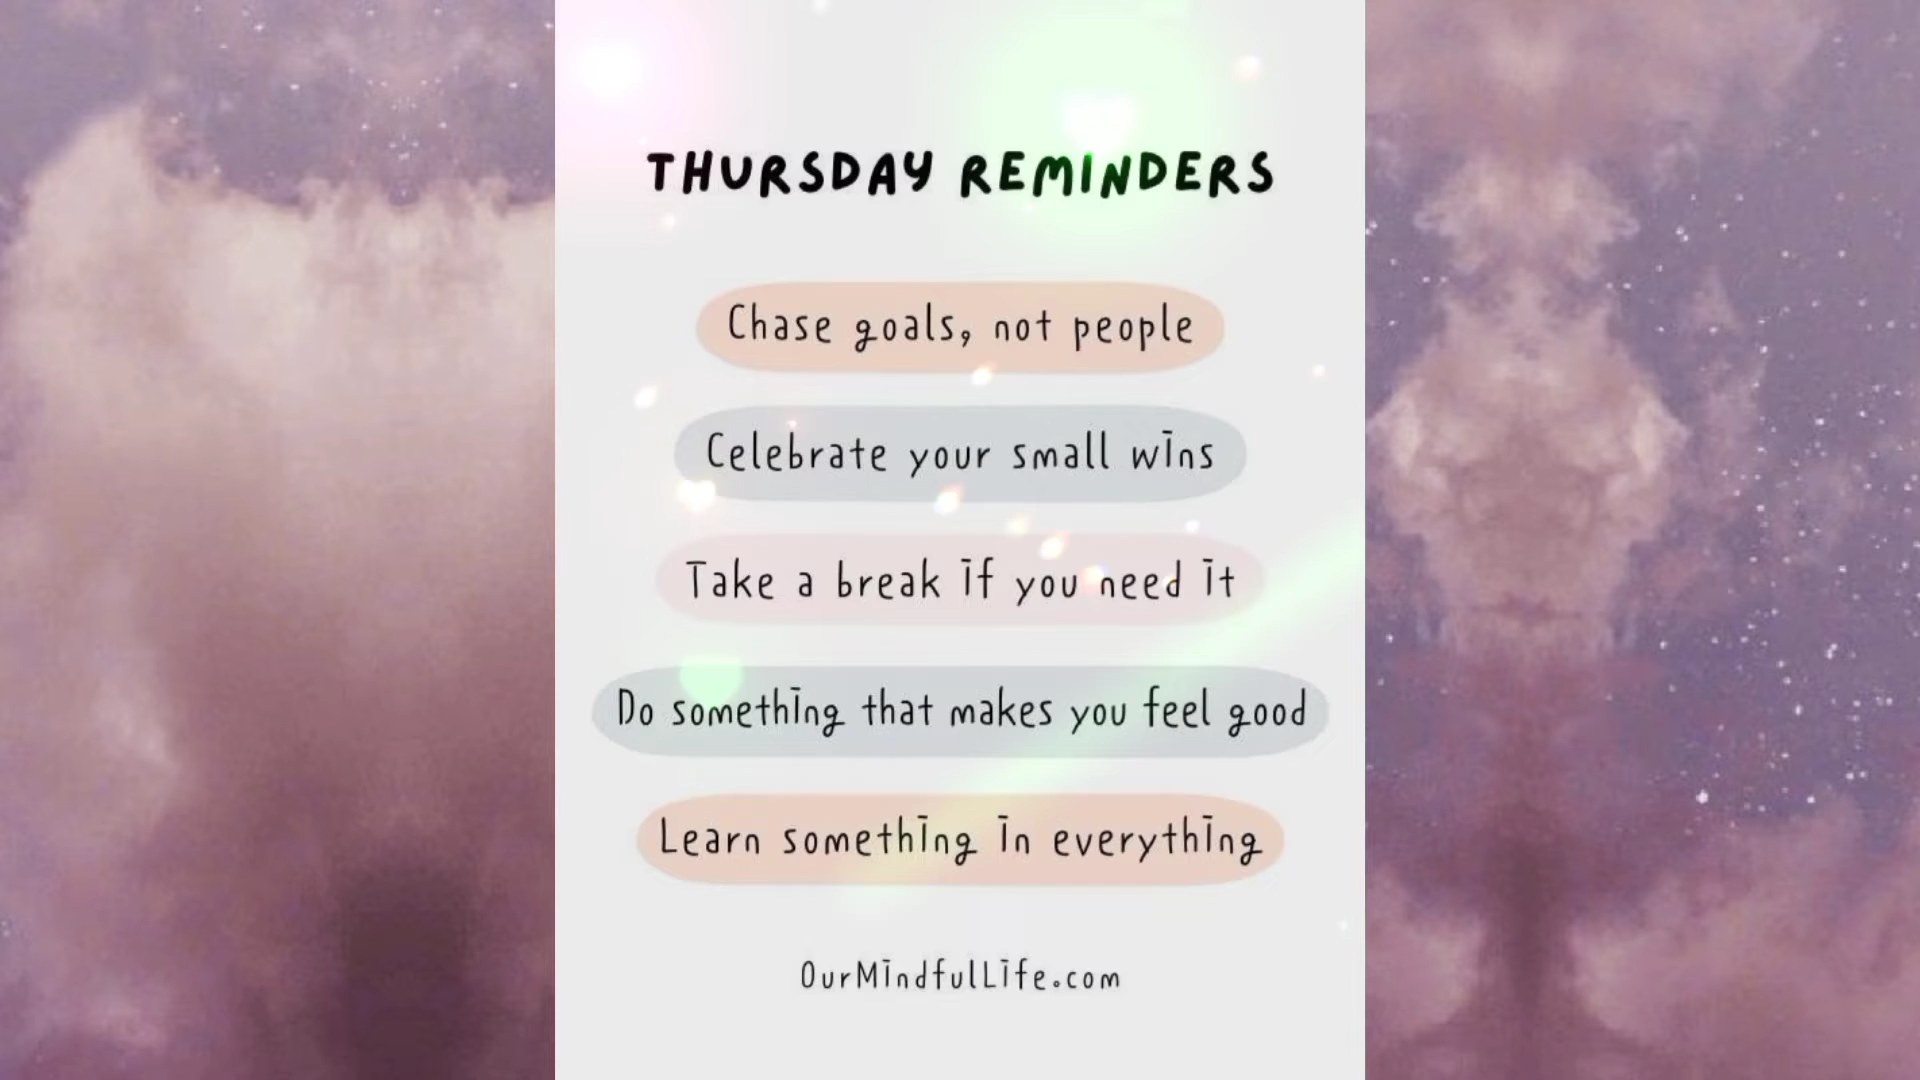 THURSDAY REMINDERS
Chase goals, not people
Celebrate your small wins
Take a break if you need it
Do something that makes you feel good
Learn something in everything
OurMindfulLife.com